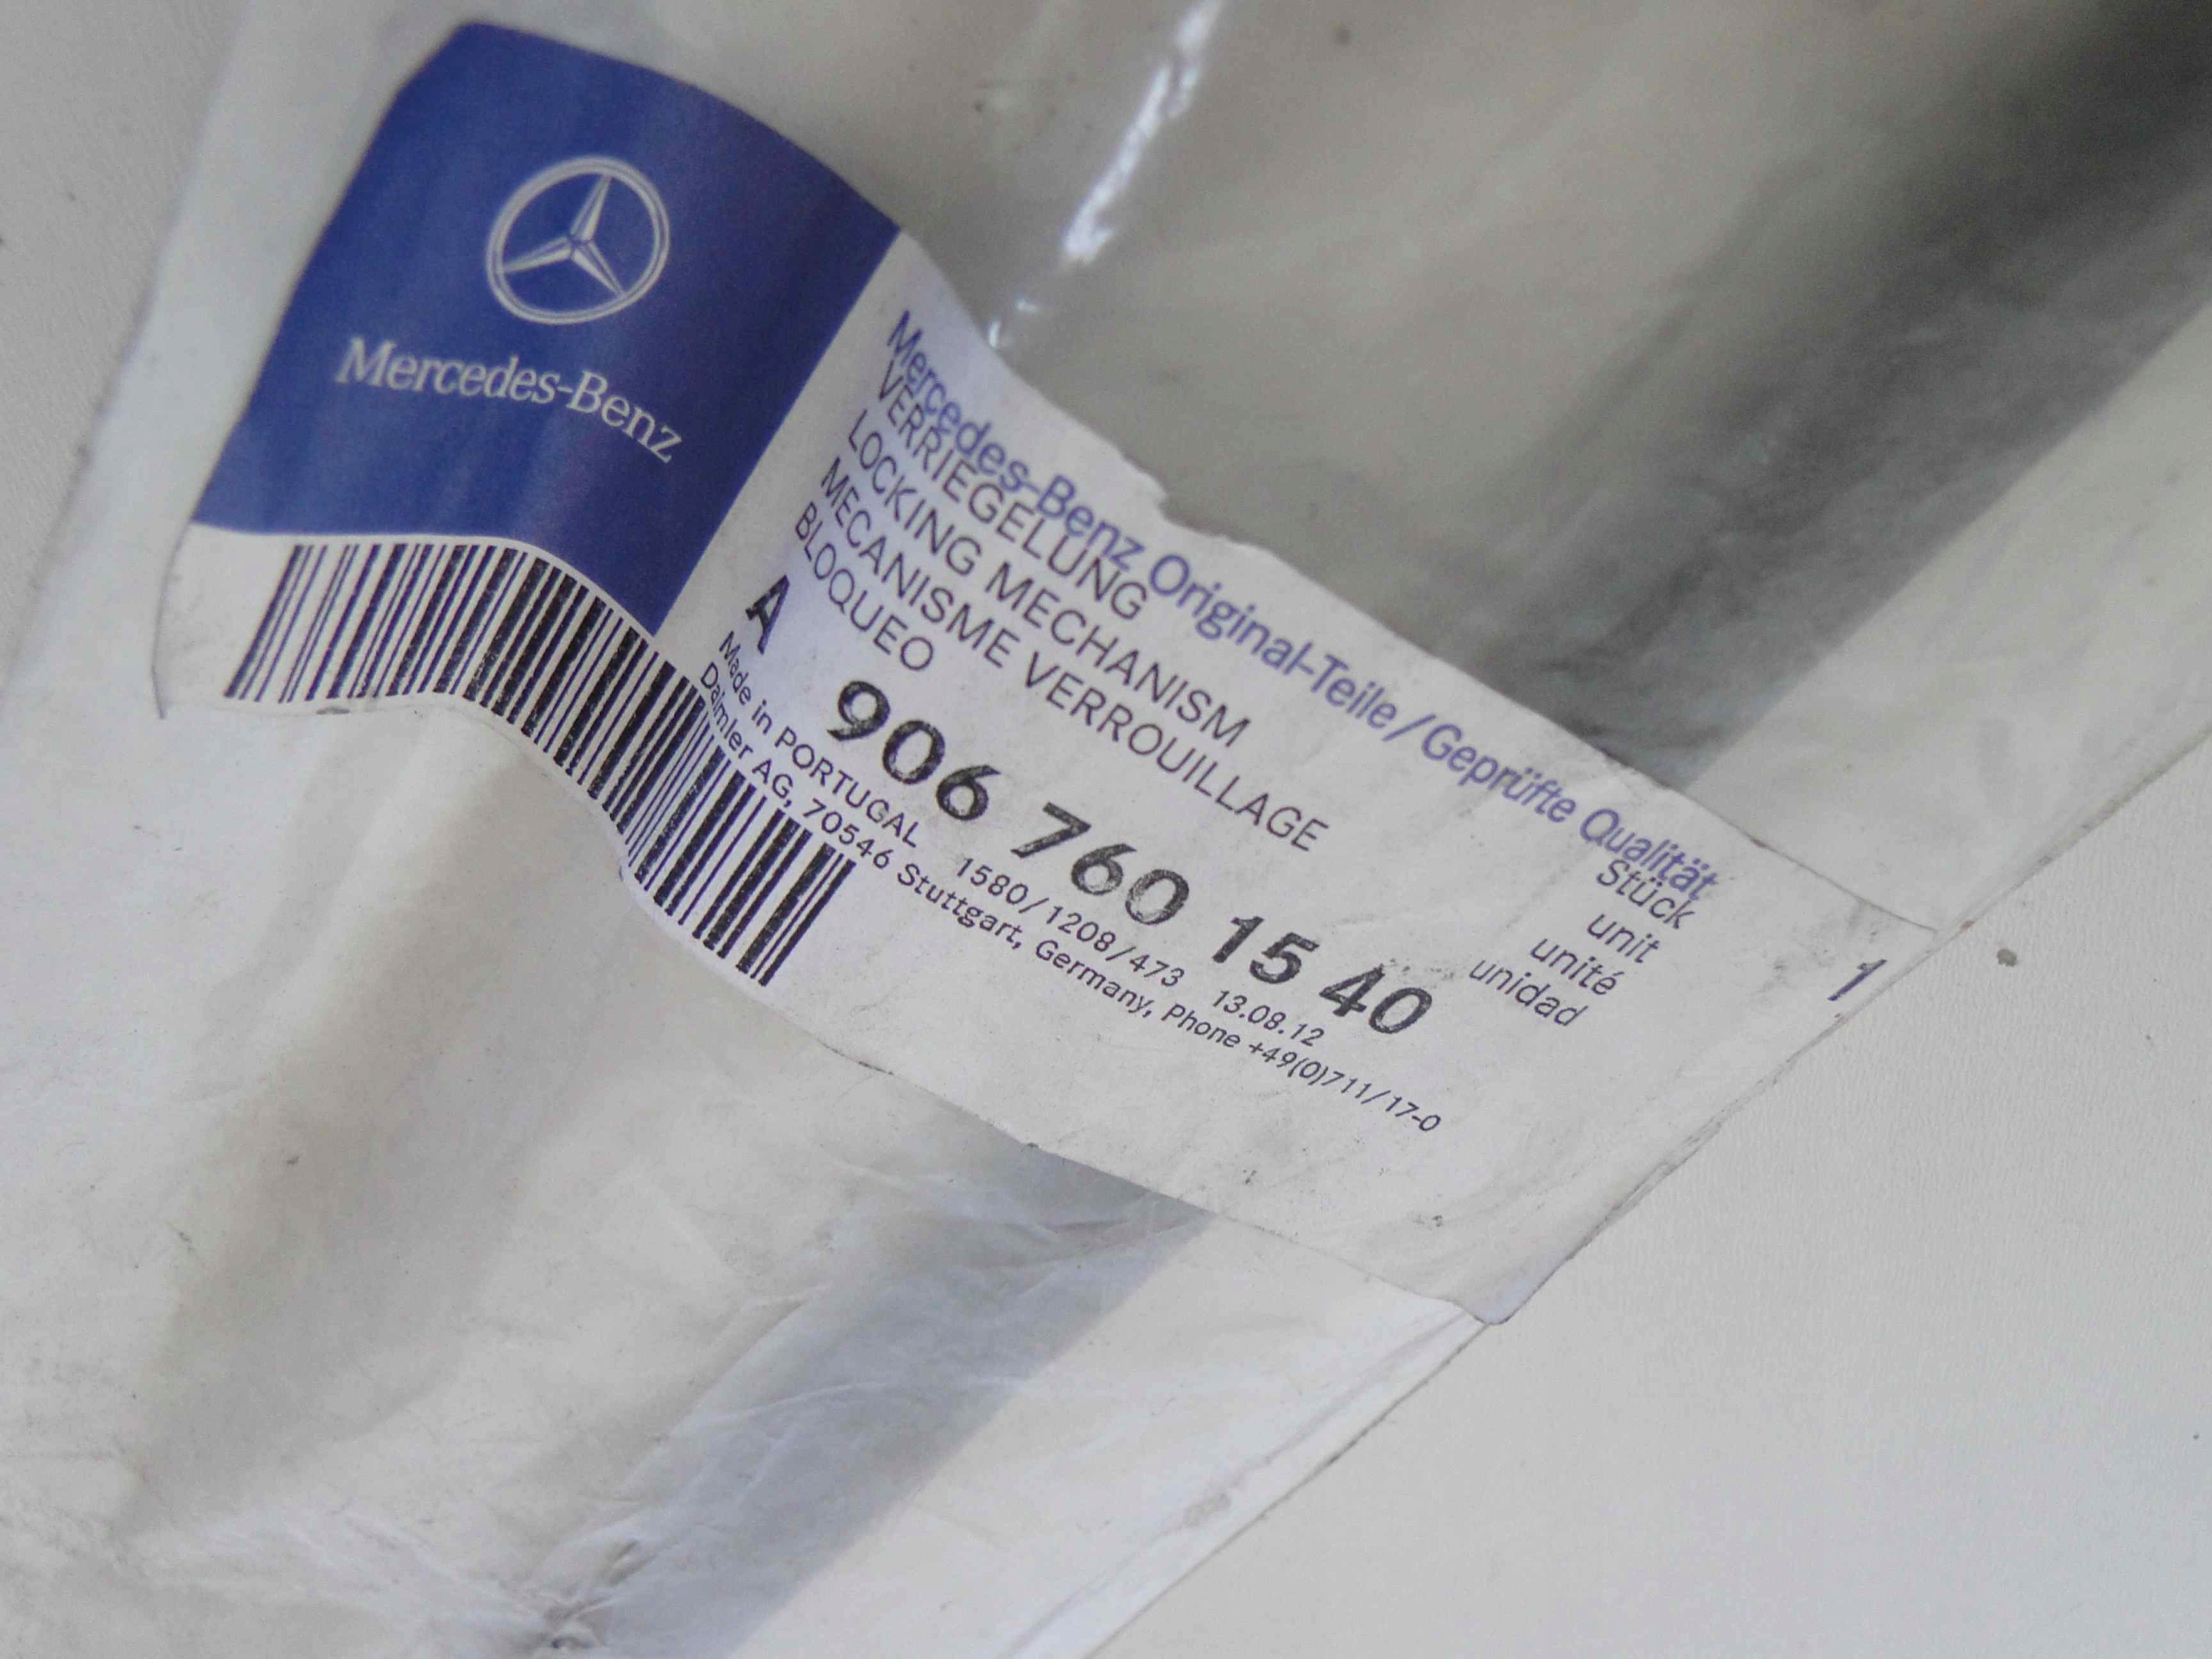 Mercedes-Benz
Mercedes-Benz Original-Teile/Geprüfte Qualität
VERRIEGELUNG
LOCKING MECHANISM
MECANISME VERROUILLAGE
BLOQUEO
Stück
unit
unité
unidad
1
A 906 760 15 40
Made in PORTUGAL 1580/1208/473 13.08.12
Daimler AG, 70546 Stuttgart, Germany, Phone +49(0)711/17-0